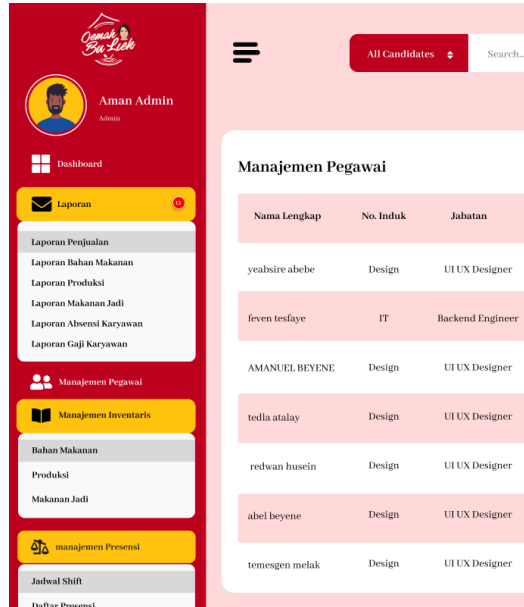 Oemah
Bu Liek
Aman Admin
Admin
Dashboard
Laporan
13
Laporan Penjualan
Laporan Bahan Makanan
Laporan Produksi
Laporan Makanan Jadi
Laporan Absensi Karyawan
Laporan Gaji Karyawan
Manajemen Pegawai
Manajemen Inventaris
Bahan Makanan
Produksi
Makanan Jadi
manajemen Presensi
Jadwal Shift
Daftar Presensi
All Candidates
Search...
Manajemen Pegawai
Nama Lengkap No. Induk Jabatan
yeabsire abebe Design UI UX Designer
feven tesfaye IT Backend Engineer
AMANUEL BEYENE Design UI UX Designer
tedla atalay Design UI UX Designer
redwan husein Design UI UX Designer
abel beyene Design UI UX Designer
temesgen melak Design UI UX Designer